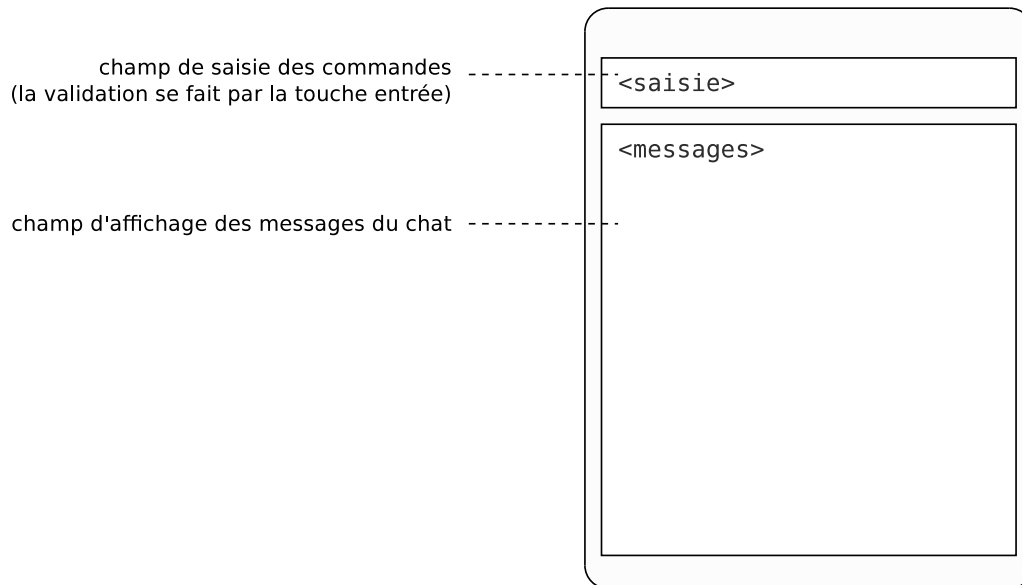 champ de saisie des commandes
(la validation se fait par la touche entrée)
<saisie>
<messages>
champ d'affichage des messages du chat